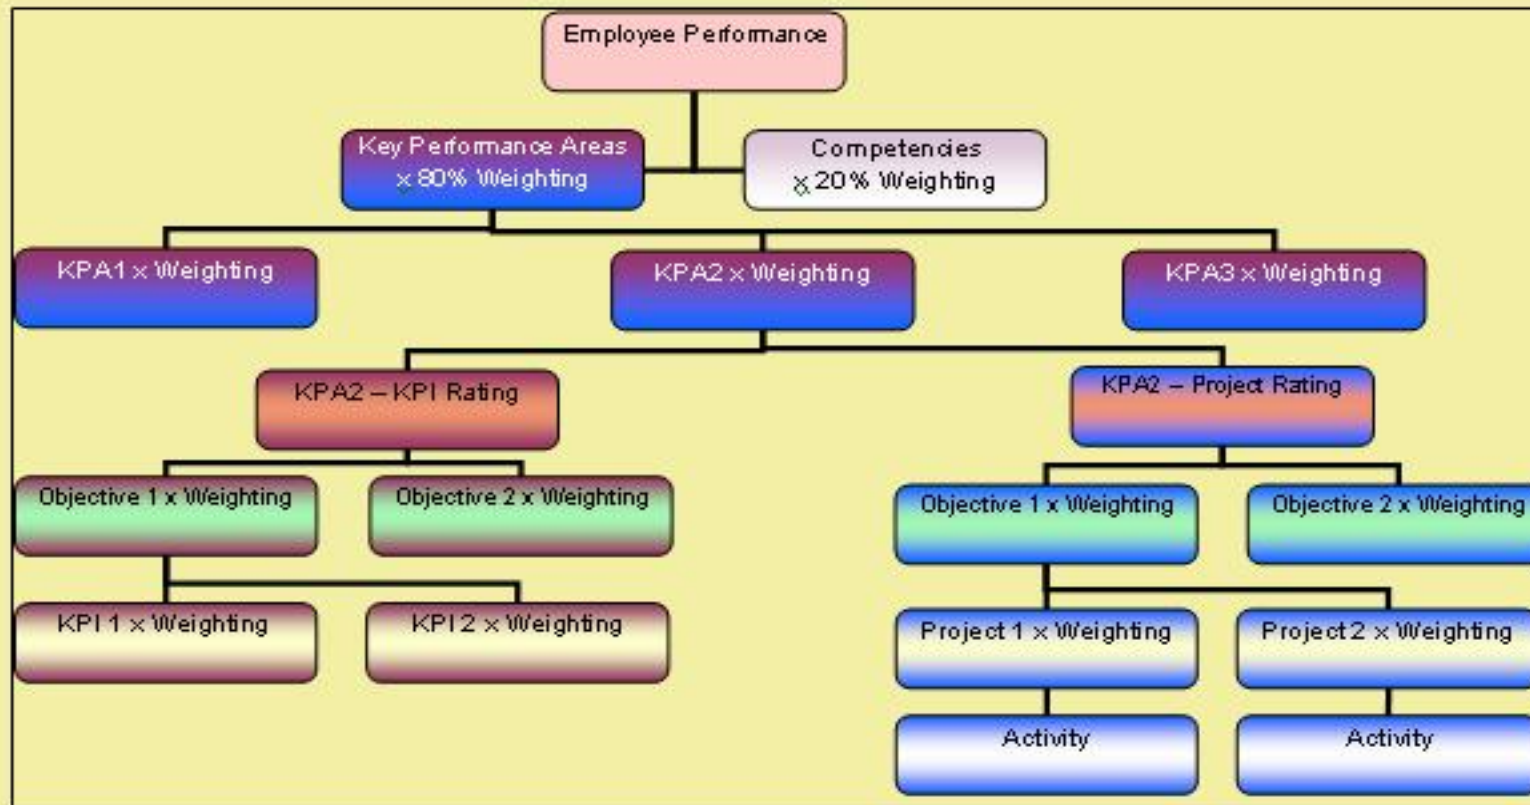 Employee Performance
Key Performance Areas
x 80% Weighting
Competencies
x 20% Weighting
KPA1 x Weighting
KPA2 x Weighting
KPA3 x Weighting
KPA2 – KPI Rating
KPA2 – Project Rating
Objective 1 x Weighting
Objective 2 x Weighting
Objective 1 x Weighting
Objective 2 x Weighting
KPI 1 x Weighting
KPI 2 x Weighting
Project 1 x Weighting
Project 2 x Weighting
Activity
Activity